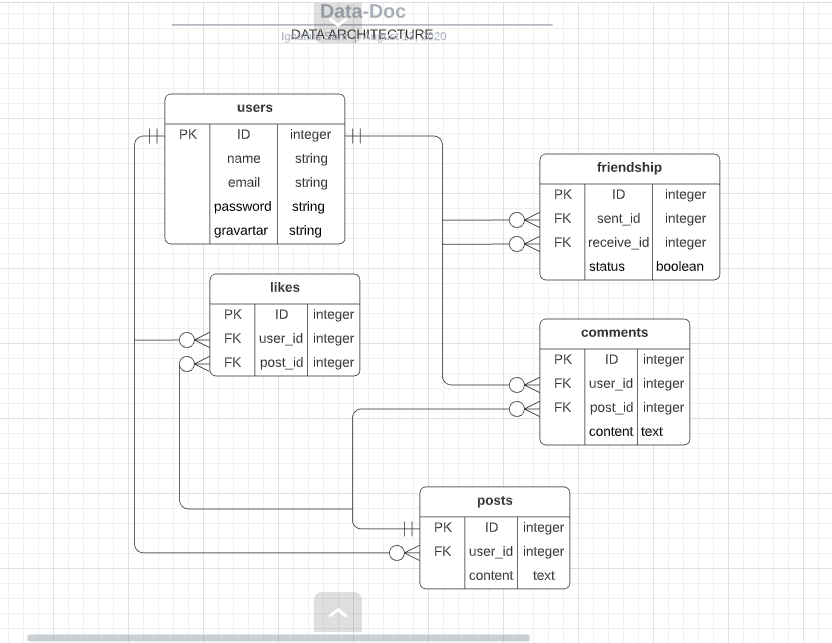 Data-Doc
DATA ARCHITECTURE
2020
users
PK ID integer
name string
email string
password string
gravartar string
friendship
PK ID integer
FK sent_id integer
FK receive_id integer
status boolean
likes
PK ID integer
FK user_id integer
FK post_id integer
comments
PK ID integer
FK user_id integer
FK post_id integer
content text
posts
PK ID integer
FK user_id integer
content text